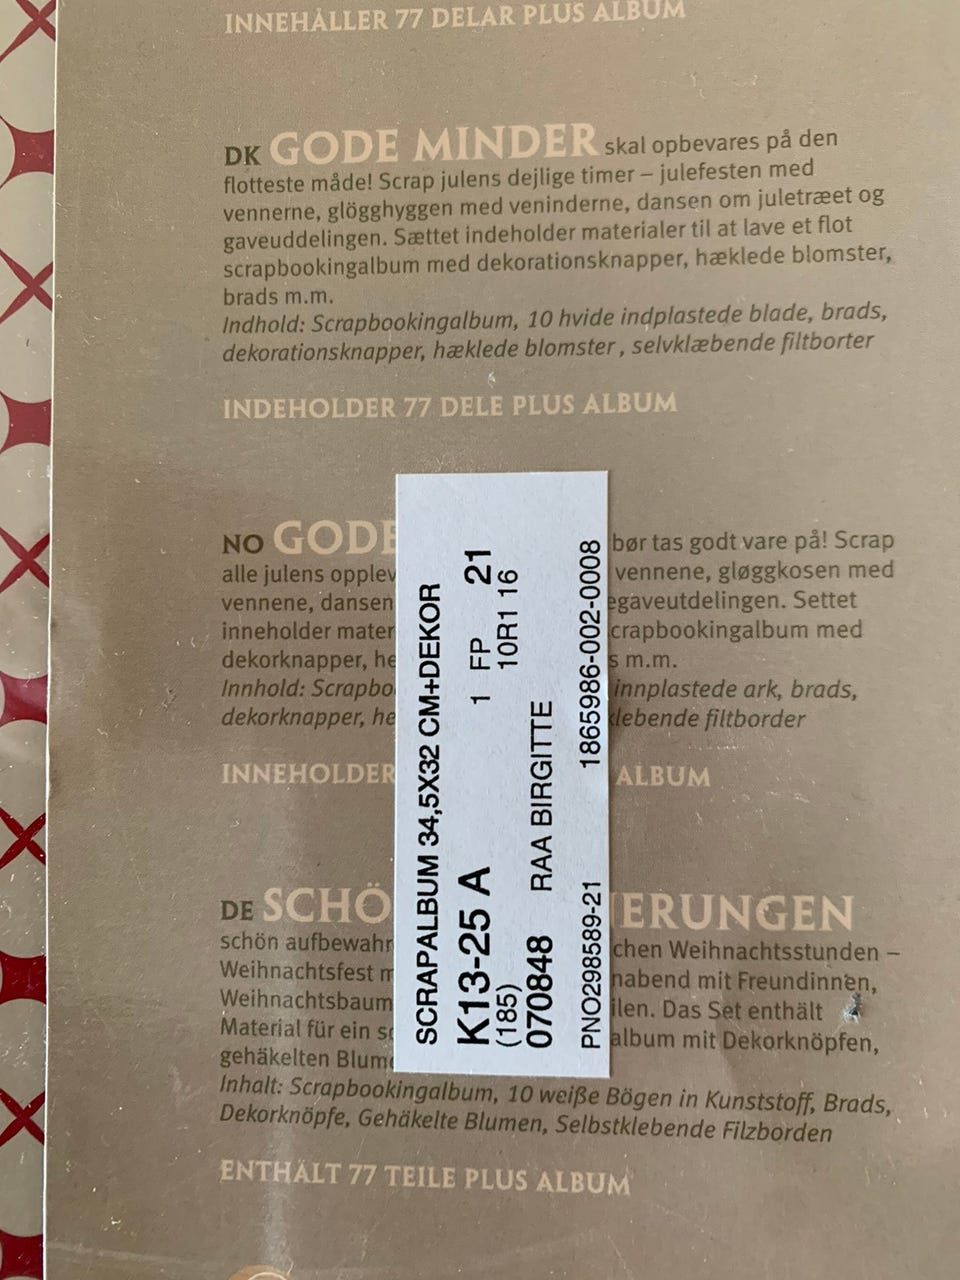 INNEHÅLLER 77 DELAR PLUS ALBUM
DK GODE MINDER skal opbevares på den
flotteste måde! Scrap julens dejlige timer – julefesten med
vennerne, glögghyggen med veninderne, dansen om juletræet og
gaveuddelingen. Sættet indeholder materialer til at lave et flot
scrapbookingalbum med dekorationsknapper, hæklede blomster,
brads m.m.
Indhold: Scrapbookingalbum, 10 hvide indplastede blade, brads,
dekorationsknapper, hæklede blomster , selvklæbende filtborter
INDEHOLDER 77 DELE PLUS ALBUM
NO GODE bør tas godt vare på! Scrap
alle julens opplev vennene, gløggkosen med
vennene, dansen egaveutdelingen. Settet
inneholder mater crapbookingalbum med
dekorknapper, he s m.m.
Innhold: Scrapbo innplastede ark, brads,
dekorknapper, he klebende filtborder
INNEHOLDER ALBUM
DE SCHÖ ERUNGEN
schön aufbewahr chen Weihnachtsstunden –
Weihnachtsfest m nabend mit Freundinnen,
Weihnachtsbaum ilen. Das Set enthält
Material für ein sc album mit Dekorknöpfen,
gehäkelten Blume
Inhalt: Scrapbookingalbum, 10 weiße Bögen in Kunststoff, Brads,
Dekorknöpfe, Gehäkelte Blumen, Selbstklebende Filzborden
ENTHÄLT 77 TEILE PLUS ALBUM
SCRAPALBUM 34,5X32 CM+DEKOR
K13-25 A 1 FP 21
(185) 10R1 16
070848 RAA BIRGITTE
PNO298589-21 1865986-002-0008